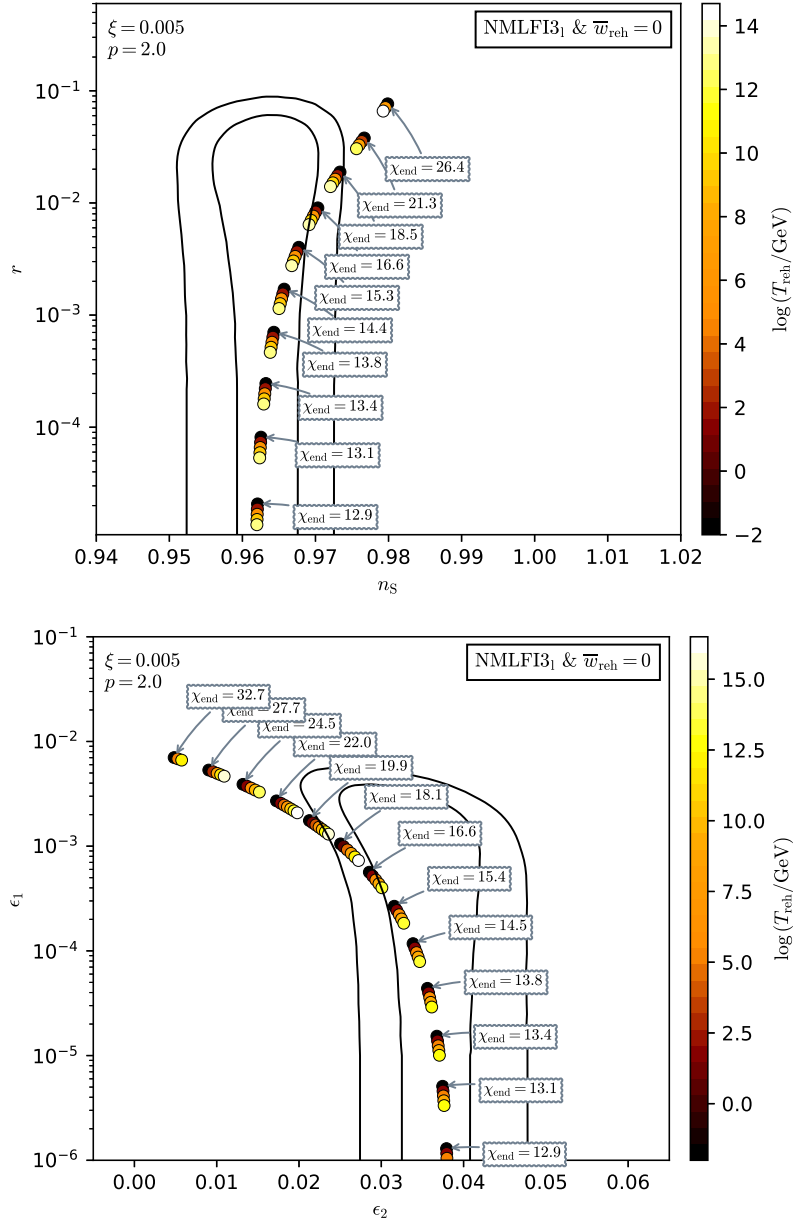 ξ = 0.005
p = 2.0
NMLFI3ₗ & w̅_reh = 0
r
10⁻¹
10⁻²
10⁻³
10⁻⁴
χ_end = 26.4
χ_end = 21.3
χ_end = 18.5
χ_end = 16.6
χ_end = 15.3
χ_end = 14.4
χ_end = 13.8
χ_end = 13.4
χ_end = 13.1
χ_end = 12.9
0.94 0.95 0.96 0.97 0.98 0.99 1.00 1.01 1.02
n_S
14
12
10
8
6
4
2
0
−2
log (T_reh/GeV)
ξ = 0.005
p = 2.0
NMLFI3ₗ & w̅_reh = 0
ϵ₁
10⁻¹
10⁻²
10⁻³
10⁻⁴
10⁻⁵
10⁻⁶
χ_end = 32.7
χ_end = 27.7
χ_end = 24.5
χ_end = 22.0
χ_end = 19.9
χ_end = 18.1
χ_end = 16.6
χ_end = 15.4
χ_end = 14.5
χ_end = 13.8
χ_end = 13.4
χ_end = 13.1
χ_end = 12.9
0.00 0.01 0.02 0.03 0.04 0.05 0.06
ϵ₂
15.0
12.5
10.0
7.5
5.0
2.5
0.0
log (T_reh/GeV)